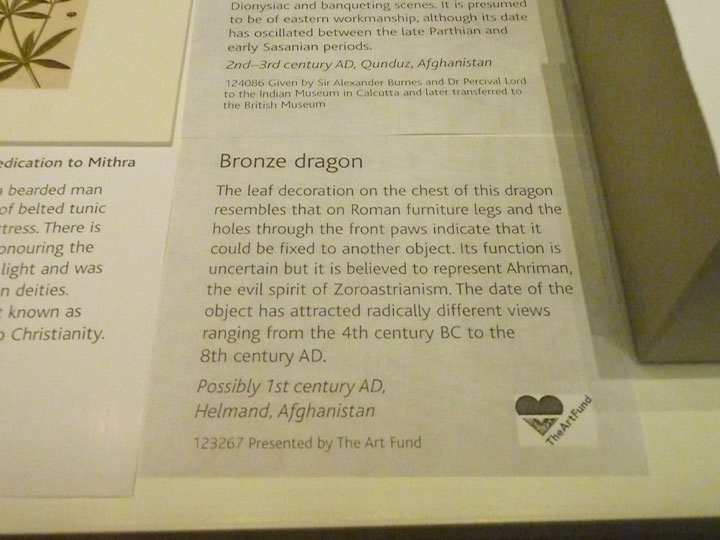 Dionysiac and banqueting scenes. It is presumed
to be of eastern workmanship, although its date
has oscillated between the late Parthian and
early Sasanian periods.
2nd–3rd century AD, Qunduz, Afghanistan
124086 Given by Sir Alexander Burnes and Dr Percival Lord
to the Indian Museum in Calcutta and later transferred to
the British Museum
to Mithra
a bearded man
of belted tunic
There is
the
light and was
deities.
known as
Christianity.
Bronze dragon
The leaf decoration on the chest of this dragon
resembles that on Roman furniture legs and the
holes through the front paws indicate that it
could be fixed to another object. Its function is
uncertain but it is believed to represent Ahriman,
the evil spirit of Zoroastrianism. The date of the
object has attracted radically different views
ranging from the 4th century BC to the
8th century AD.
Possibly 1st century AD,
Helmand, Afghanistan
123267 Presented by The Art Fund
TheArtFund